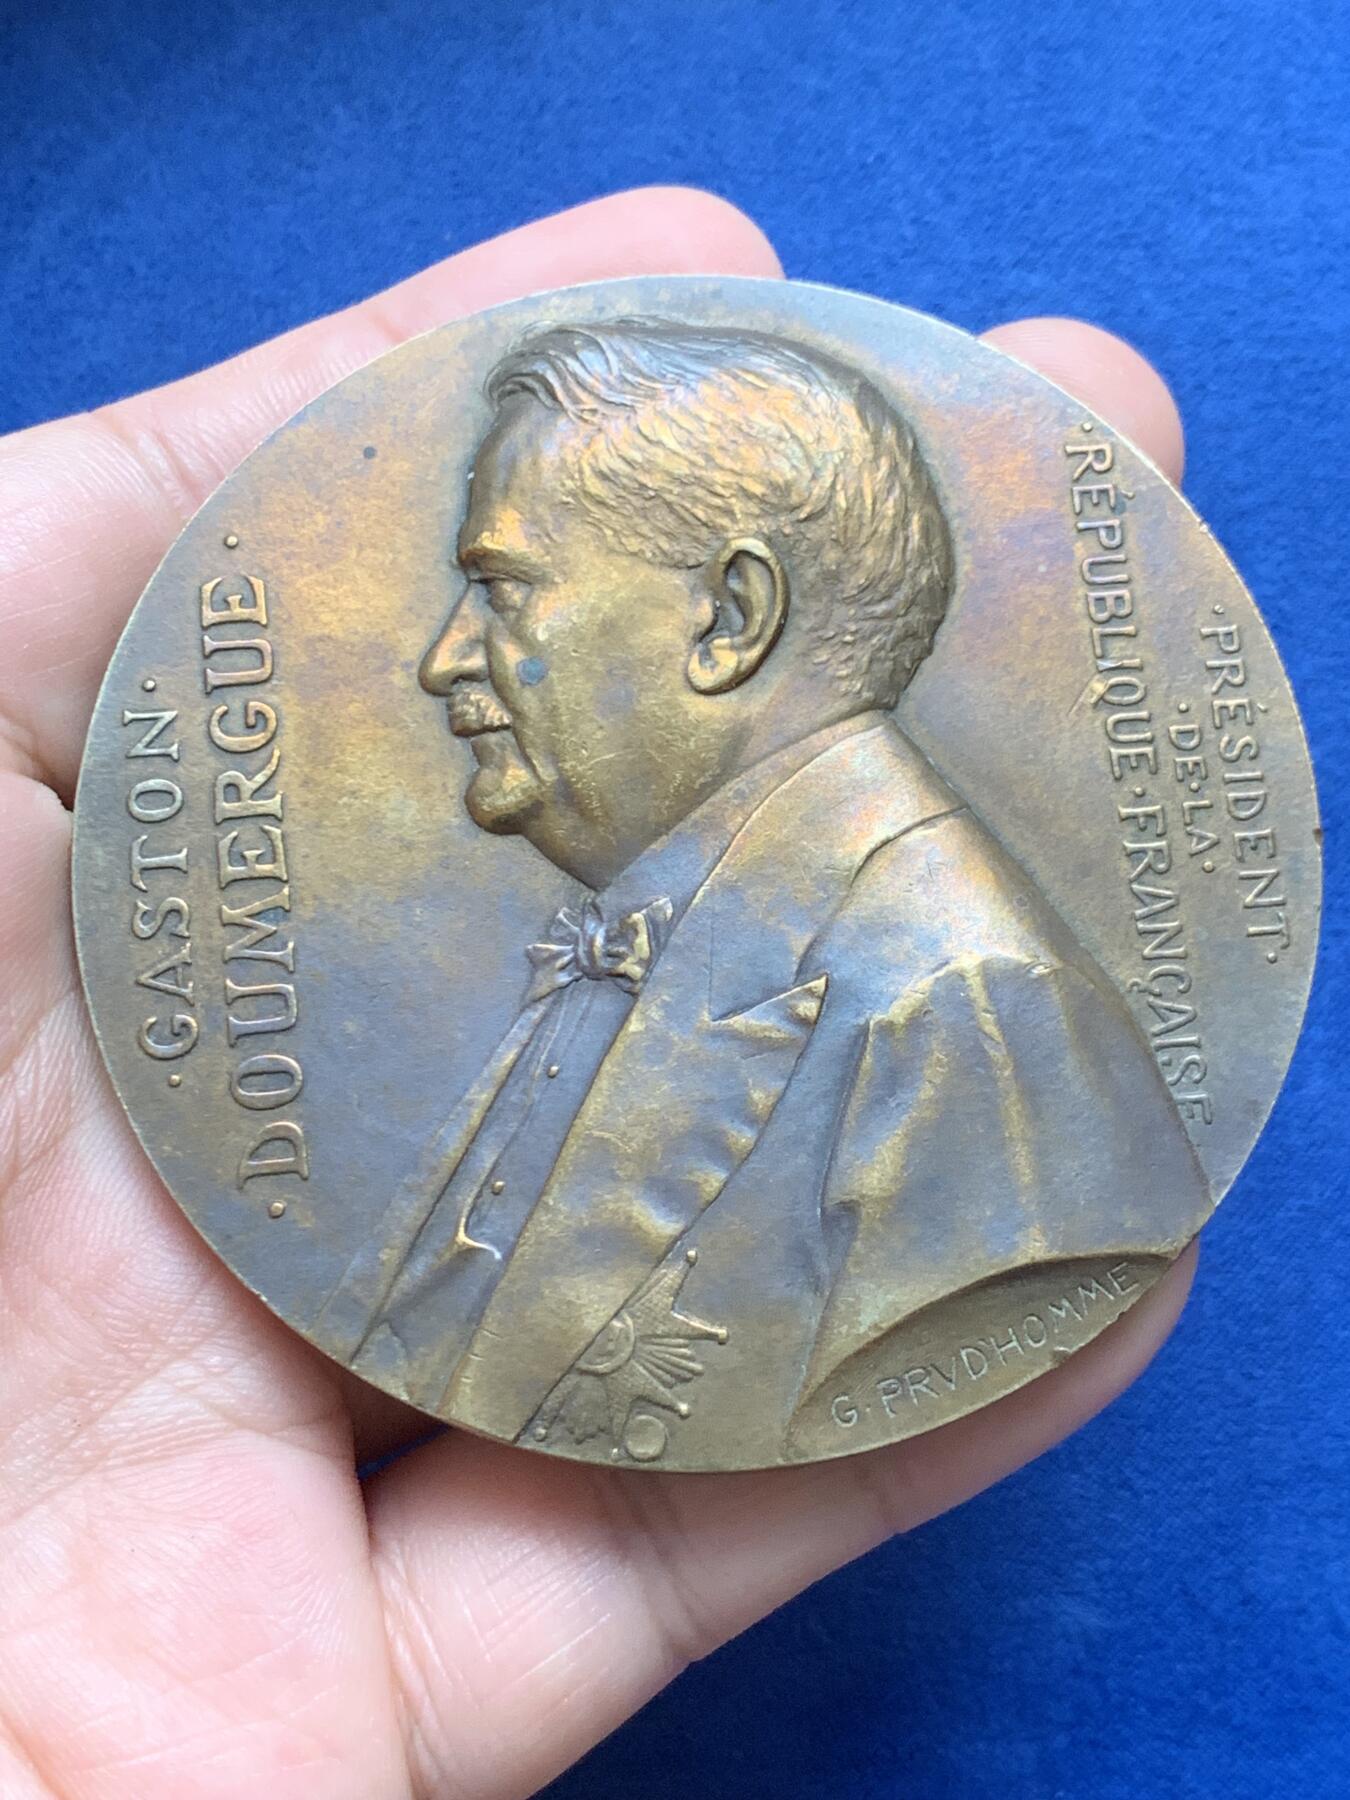 ·GASTON·
·DOUMERGUE·
·PRÉSIDENT·
·DE·LA·
·RÉPUBLIQUE·FRANÇAISE
G·PRVD'HOMME